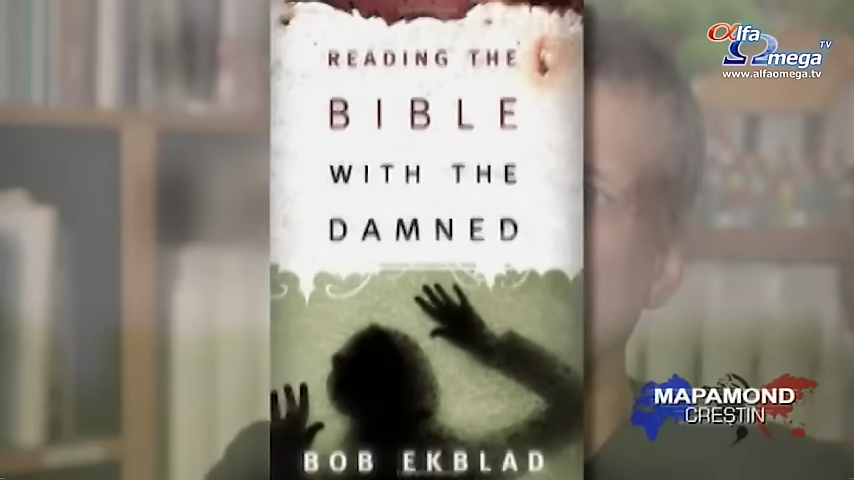 READING THE
BIBLE
WITH THE
DAMNED
BOB EKBLAD
alfa
Omega TV
www.alfaomega.tv
MAPAMOND
CREȘTIN